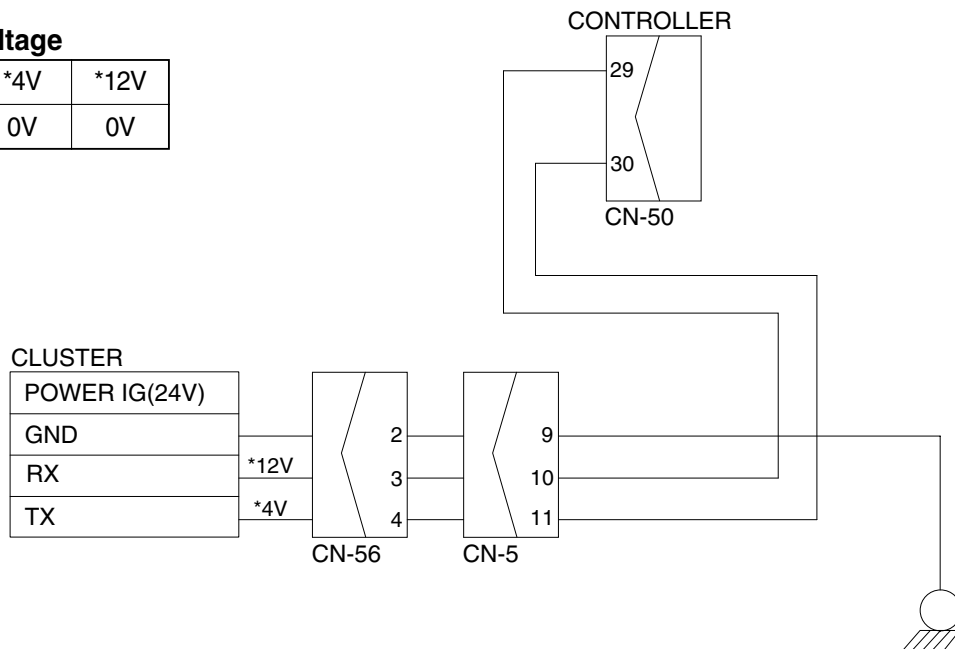 CONTROLLER
*4V *12V
0V 0V
29
30
CN-50
CLUSTER
POWER IG(24V)
GND
RX
TX
*12V
*4V
2
3
4
CN-56
9
10
11
CN-5